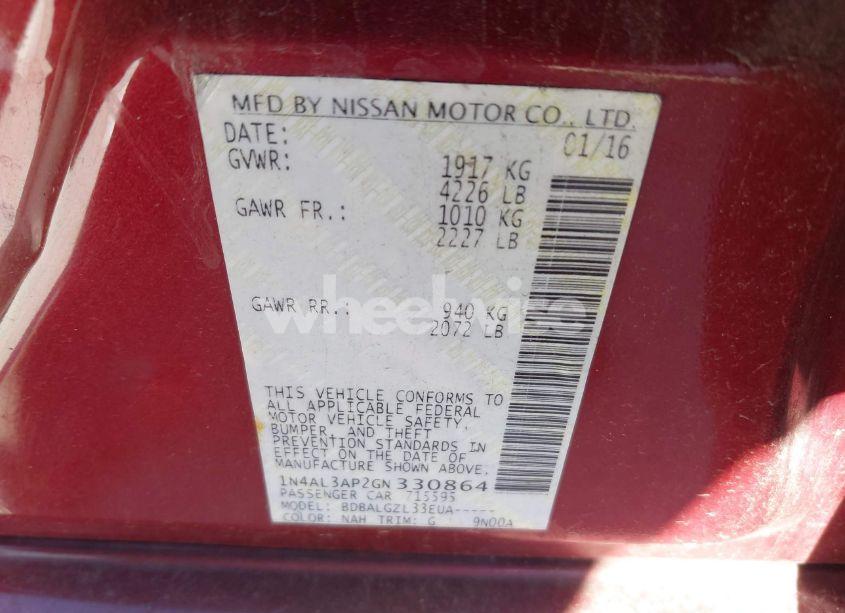 MFD BY NISSAN MOTOR CO., LTD.
DATE: 01/16
GVWR: 1917 KG
4226 LB
GAWR FR.: 1010 KG
2227 LB
GAWR RR.: 940 KG
2072 LB
wheelwise
THIS VEHICLE CONFORMS TO
ALL APPLICABLE FEDERAL
MOTOR VEHICLE SAFETY,
BUMPER, AND THEFT
PREVENTION STANDARDS IN
EFFECT ON THE DATE OF
MANUFACTURE SHOWN ABOVE.
1N4AL3AP2GN330864
PASSENGER CAR 715595
MODEL: BDBALGZL33EUA-----
COLOR: NAH TRIM: G 9N00A